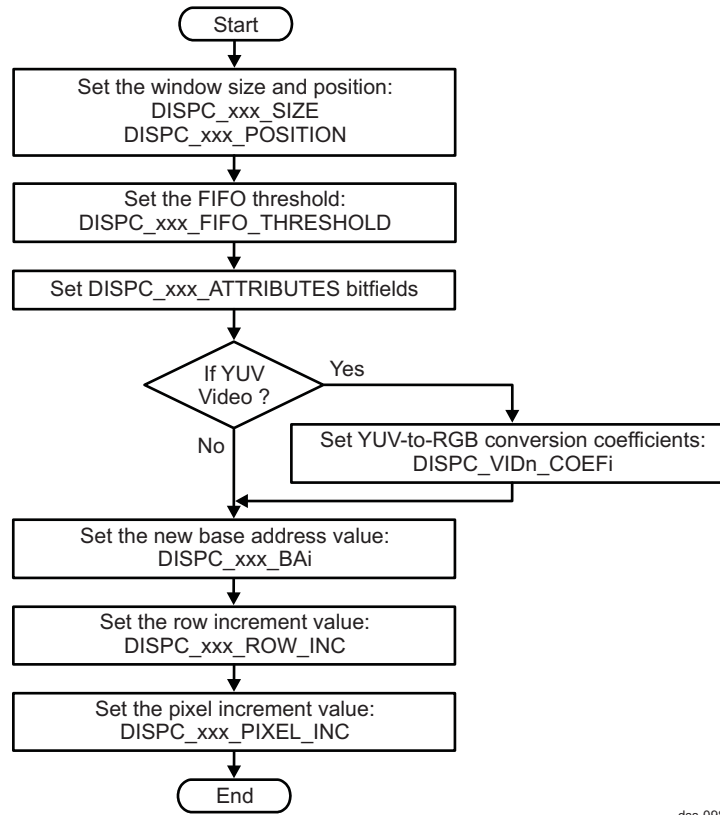 Start
Set the window size and position:
DISPC_xxx_SIZE
DISPC_xxx_POSITION
Set the FIFO threshold:
DISPC_xxx_FIFO_THRESHOLD
Set DISPC_xxx_ATTRIBUTES bitfields
If YUV
Video ?
Yes
No
Set YUV-to-RGB conversion coefficients:
DISPC_VIDn_COEFi
Set the new base address value:
DISPC_xxx_BAi
Set the row increment value:
DISPC_xxx_ROW_INC
Set the pixel increment value:
DISPC_xxx_PIXEL_INC
End